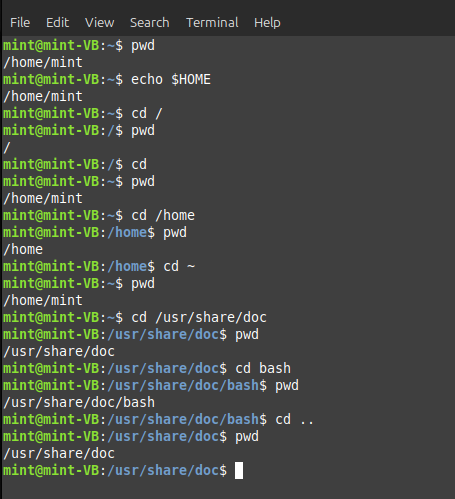 File Edit View Search Terminal Help
mint@mint-VB:~$ pwd
/home/mint
mint@mint-VB:~$ echo $HOME
/home/mint
mint@mint-VB:~$ cd /
mint@mint-VB:/$ pwd
/
mint@mint-VB:/$ cd
mint@mint-VB:~$ pwd
/home/mint
mint@mint-VB:~$ cd /home
mint@mint-VB:/home$ pwd
/home
mint@mint-VB:/home$ cd ~
mint@mint-VB:~$ pwd
/home/mint
mint@mint-VB:~$ cd /usr/share/doc
mint@mint-VB:/usr/share/doc$ pwd
/usr/share/doc
mint@mint-VB:/usr/share/doc$ cd bash
mint@mint-VB:/usr/share/doc/bash$ pwd
/usr/share/doc/bash
mint@mint-VB:/usr/share/doc/bash$ cd ..
mint@mint-VB:/usr/share/doc$ pwd
/usr/share/doc
mint@mint-VB:/usr/share/doc$